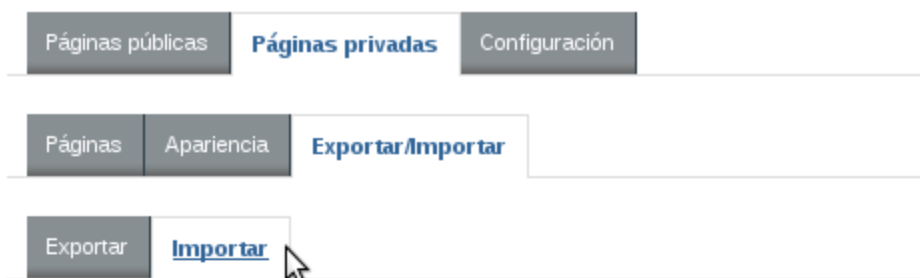 Páginas públicas Páginas privadas Configuración
Páginas Apariencia Exportar/Importar
Exportar Importar